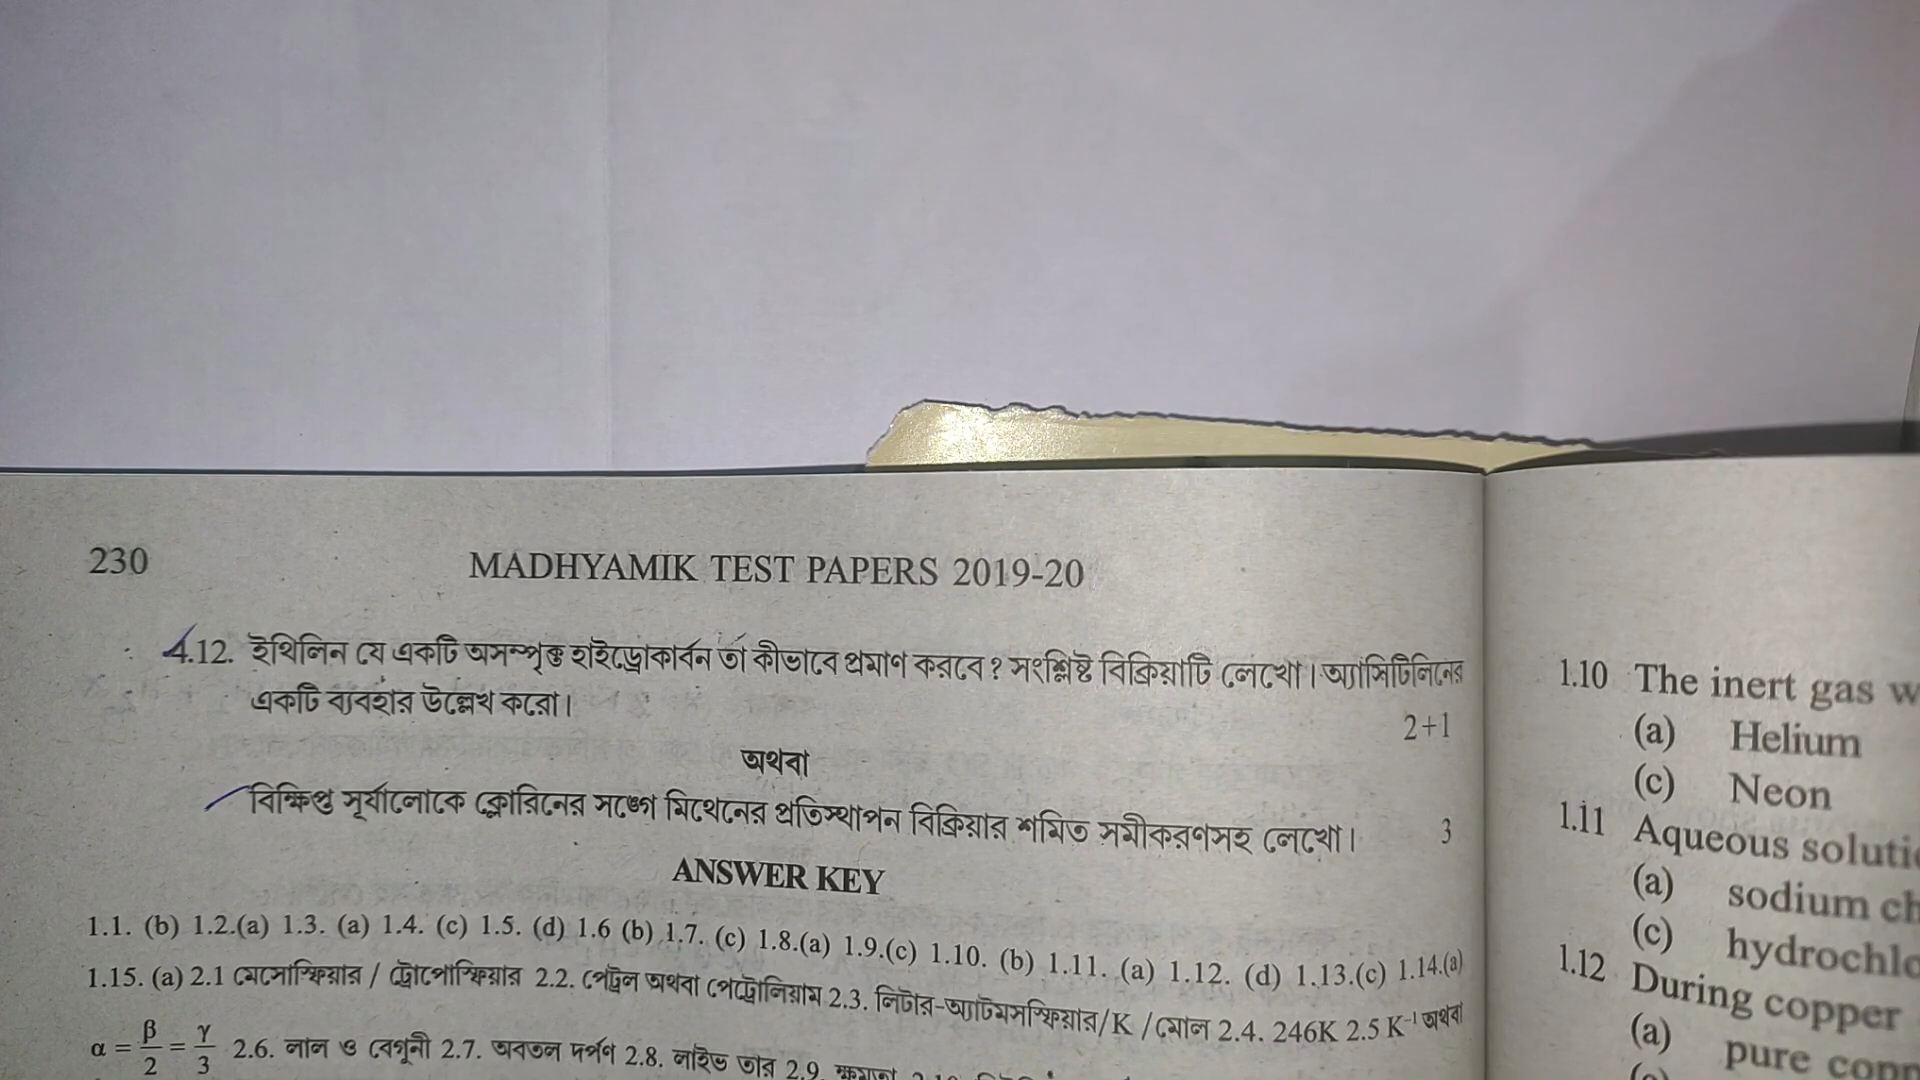 230
MADHYAMIK TEST PAPERS 2019-20
4.12. ইথিলিন যে একটি অসম্পৃক্ত হাইড্রোকার্বন তা কীভাবে প্রমাণ করবে? সংশ্লিষ্ট বিক্রিয়াটি লেখো। অ্যাসিটিলিনের
একটি ব্যবহার উল্লেখ করো।
2+1
অথবা
বিক্ষিপ্ত সূর্যালোকে ক্লোরিনের সঙ্গে মিথেনের প্রতিস্থাপন বিক্রিয়ার শমিত সমীকরণসহ লেখো।
3
ANSWER KEY
1.1. (b) 1.2.(a) 1.3. (a) 1.4. (c) 1.5. (d) 1.6 (b) 1.7. (c) 1.8.(a) 1.9.(c) 1.10. (b) 1.11. (a) 1.12. (d) 1.13.(c) 1.14.(a)
1.15. (a) 2.1 মেসোস্ফিয়ার / ট্রোপোস্ফিয়ার 2.2. পেট্রল অথবা পেট্রোলিয়াম 2.3. লিটার-অ্যাটমসস্ফিয়ার/K /মোল 2.4. 246K 2.5 K⁻¹ অথবা
α = β/2 = γ/3 2.6. লাল ও বেগুনী 2.7. অবতল দর্পণ 2.8. লাইভ তার 2.9.
1.10 The inert gas
(a) Helium
(c) Neon
1.11 Aqueous
(a) sodium
(c)
1.12 During copper
(a) pure